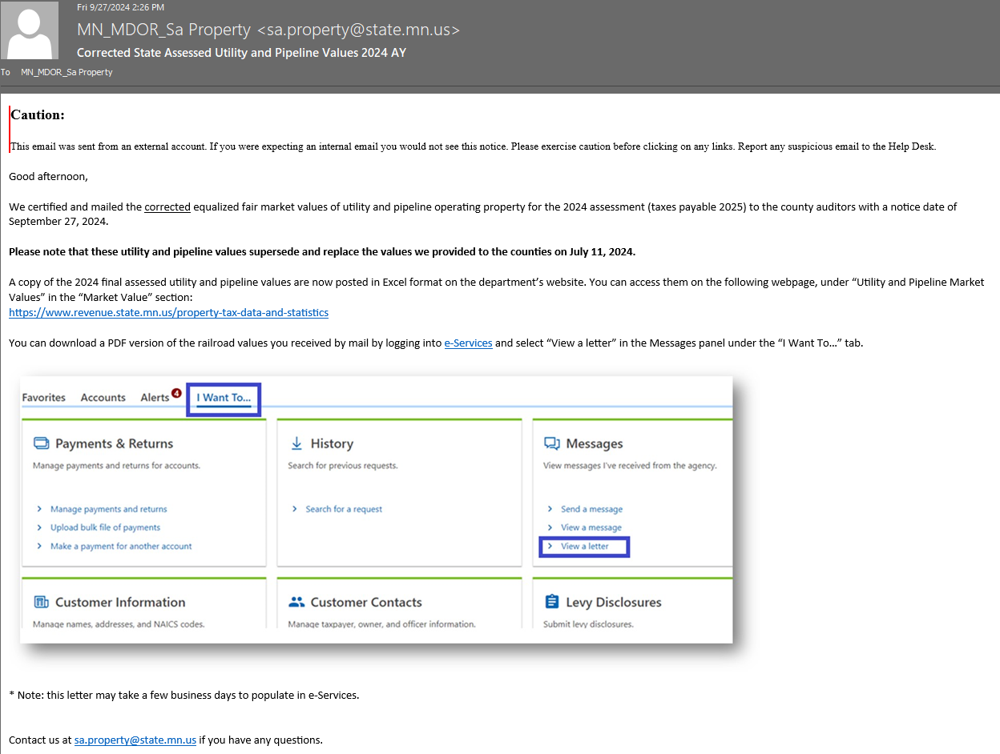 Fri 9/27/2024 2:26 PM
MN_MDOR_Sa Property <sa.property@state.mn.us>
Corrected State Assessed Utility and Pipeline Values 2024 AY
To MN_MDOR_Sa Property
Caution:
This email was sent from an external account. If you were expecting an internal email you would not see this notice. Please exercise caution before clicking on any links. Report any suspicious email to the Help Desk.
Good afternoon,
We certified and mailed the corrected equalized fair market values of utility and pipeline operating property for the 2024 assessment (taxes payable 2025) to the county auditors with a notice date of
September 27, 2024.
Please note that these utility and pipeline values supersede and replace the values we provided to the counties on July 11, 2024.
A copy of the 2024 final assessed utility and pipeline values are now posted in Excel format on the department's website. You can access them on the following webpage, under “Utility and Pipeline Market
Values” in the “Market Value” section:
https://www.revenue.state.mn.us/property-tax-data-and-statistics
You can download a PDF version of the railroad values you received by mail by logging into e-Services and select “View a letter” in the Messages panel under the “I Want To…” tab.
Favorites Accounts Alerts 4 I Want To...
Payments & Returns
Manage payments and returns for accounts.
Manage payments and returns
Upload bulk file of payments
Make a payment for another account
History
Search for previous requests.
Search for a request
Messages
View messages I've received from the agency.
Send a message
View a message
View a letter
Customer Information
Manage names, addresses, and NAICS codes.
Customer Contacts
Manage taxpayer, owner, and officer information.
Levy Disclosures
Submit levy disclosures.
* Note: this letter may take a few business days to populate in e-Services.
Contact us at sa.property@state.mn.us if you have any questions.